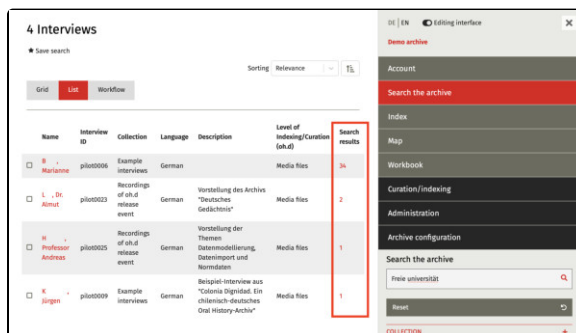 4 Interviews
★ Save search
Sorting Relevance
Grid List Workflow
Name Interview ID Collection Language Description Level of Indexing/Curation (oh.d) Search results
B , Marianne pilot0006 Example interviews German Media files 34
L , Dr. Almut pilot0023 Recordings of oh.d release event German Vorstellung des Archivs "Deutsches Gedächtnis" Media files 2
H , Professor Andreas pilot0025 Recordings of oh.d release event German Vorstellung der Themen Datenmodellierung, Datenimport und Normdaten Media files 1
K , Jürgen pilot0009 Example interviews German Beispiel-Interview aus "Colonia Dignidad. Ein chilenisch-deutsches Oral History-Archiv" Media files 1
DE | EN Editing interface
Demo archive
Account
Search the archive
Index
Map
Workbook
Curation/indexing
Administration
Archive configuration
Search the archive
Freie universität
Reset
COLLECTION +